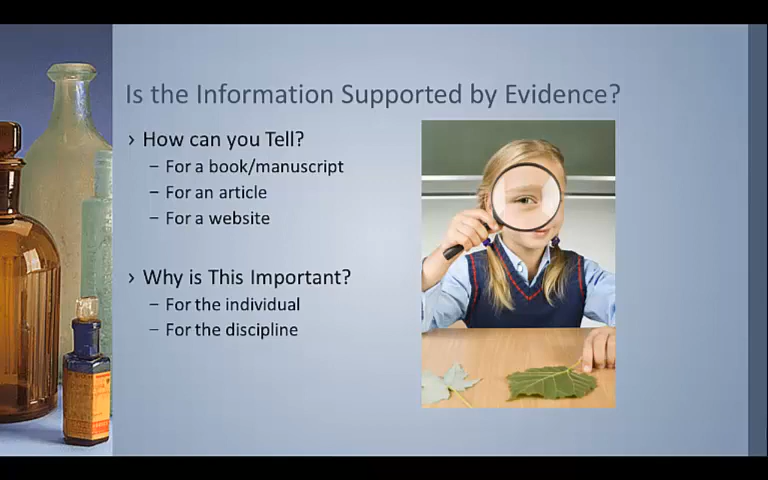 Is the Information Supported by Evidence?
› How can you Tell?
– For a book/manuscript
– For an article
– For a website
› Why is This Important?
– For the individual
– For the discipline